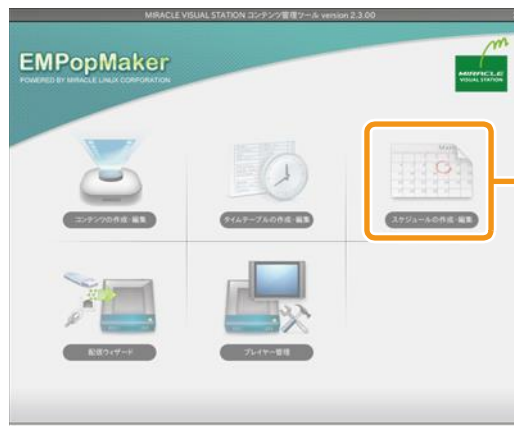 MIRACLE VISUAL STATION コンテンツ管理ツール version 2.3.00
EMPopMaker
POWERED BY MIRACLE LINUX CORPORATION
m
MIRACLE
VISUAL STATION
コンテンツの作成・編集
タイムテーブルの作成・編集
スケジュールの作成・編集
配信ウィザード
プレイヤー管理